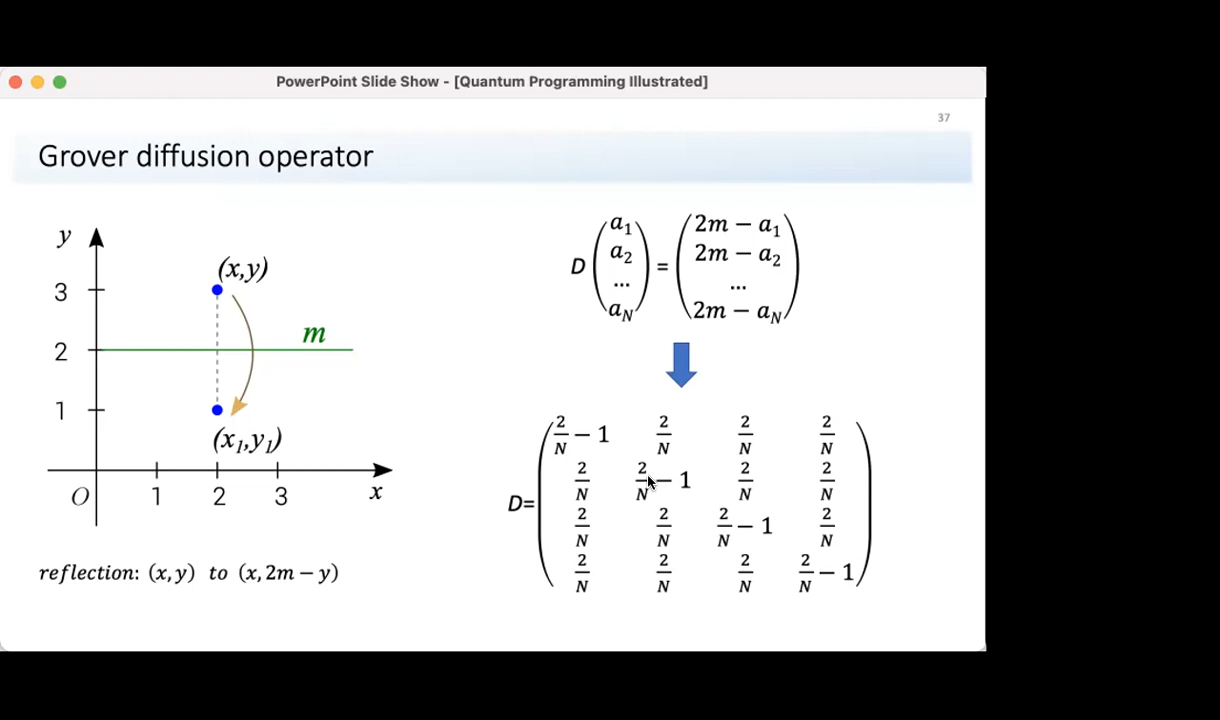 PowerPoint Slide Show - [Quantum Programming Illustrated]
37
Grover diffusion operator
y
3
2
1
O
1 2 3
x
(x,y)
m
(x₁,y₁)
reflection: (x, y) to (x, 2m − y)
D ( a₁ ) = ( 2m − a₁ )
( a₂ ) ( 2m − a₂ )
( ... ) ( ... )
( a_N ) ( 2m − a_N )
D=
2/N − 1 2/N 2/N 2/N
2/N 2/N − 1 2/N 2/N
2/N 2/N 2/N − 1 2/N
2/N 2/N 2/N 2/N − 1